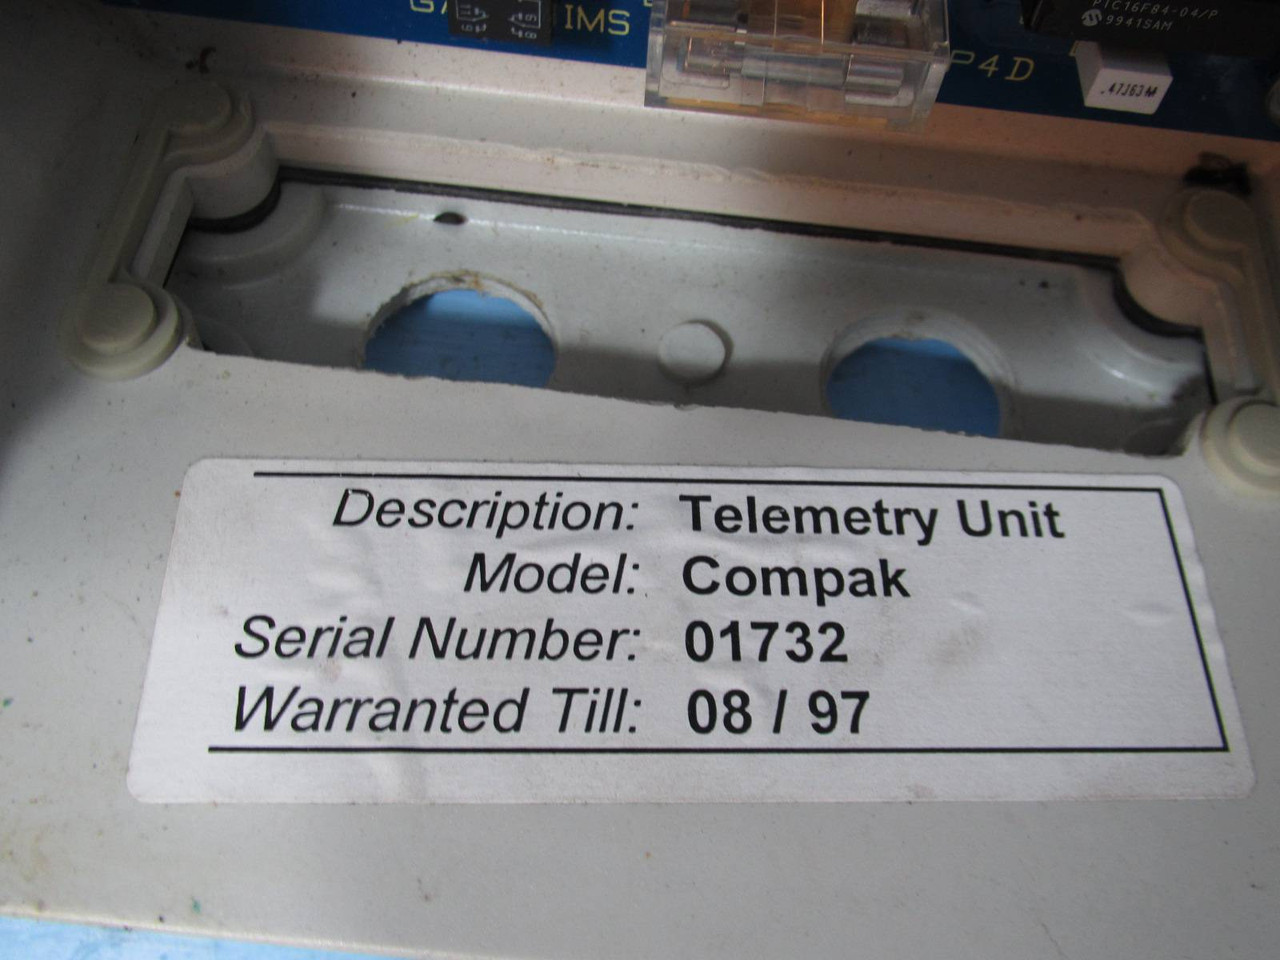 IMS
P4D
PIC16F84-04/P
9941SAM
.47J63M
Description: Telemetry Unit
Model: Compak
Serial Number: 01732
Warranted Till: 08 / 97